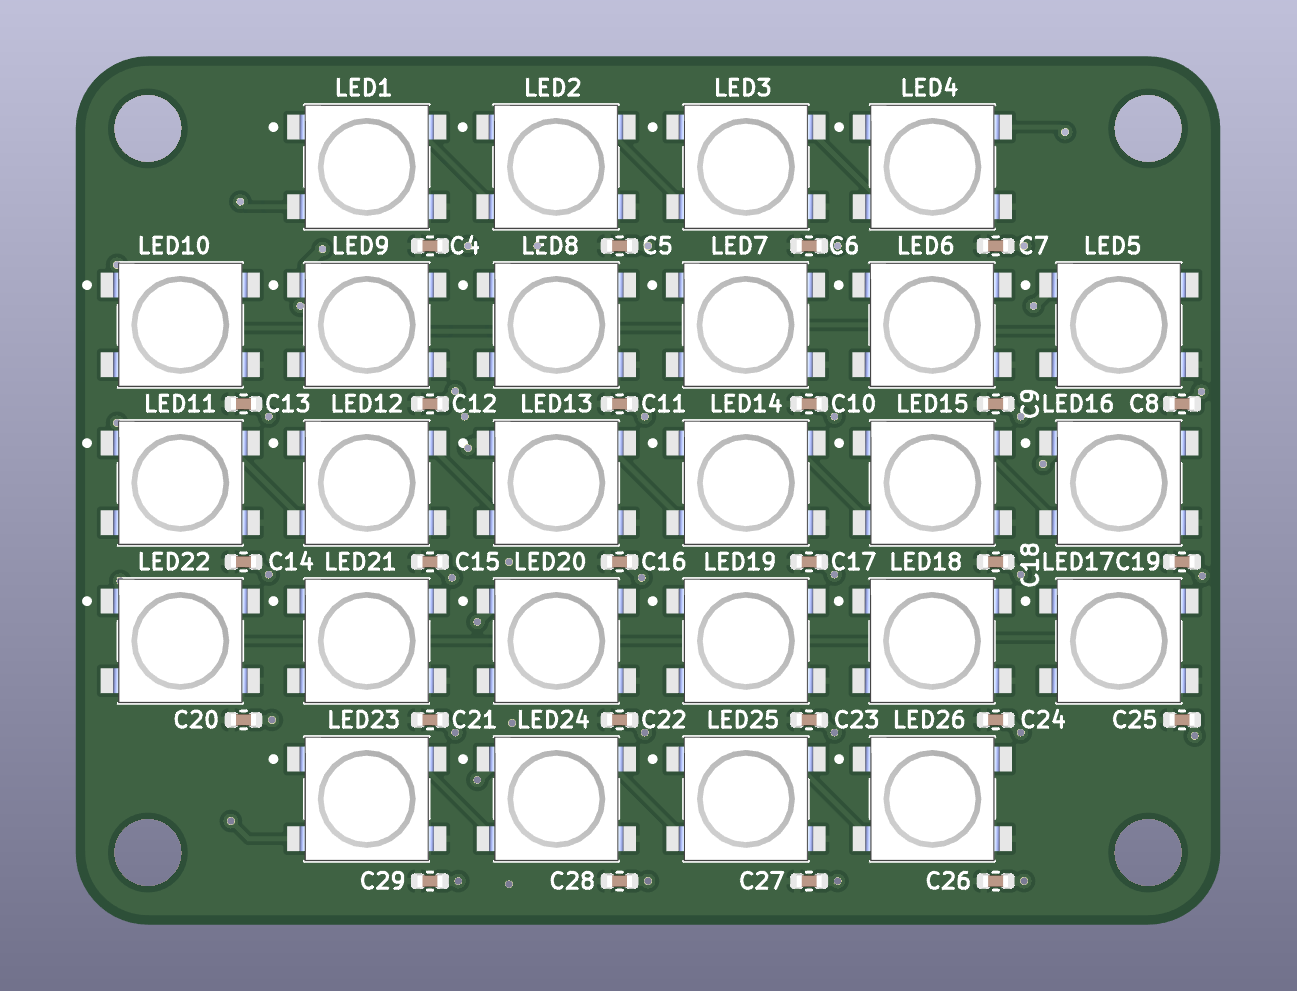 LED1 LED2 LED3 LED4
LED10 LED9 C4 LED8 C5 LED7 C6 LED6 C7 LED5
LED11 C13 LED12 C12 LED13 C11 LED14 C10 LED15 C9 LED16 C8
LED22 C14 LED21 C15 LED20 C16 LED19 C17 LED18 C18 LED17 C19
C20 LED23 C21 LED24 C22 LED25 C23 LED26 C24 C25
C29 C28 C27 C26